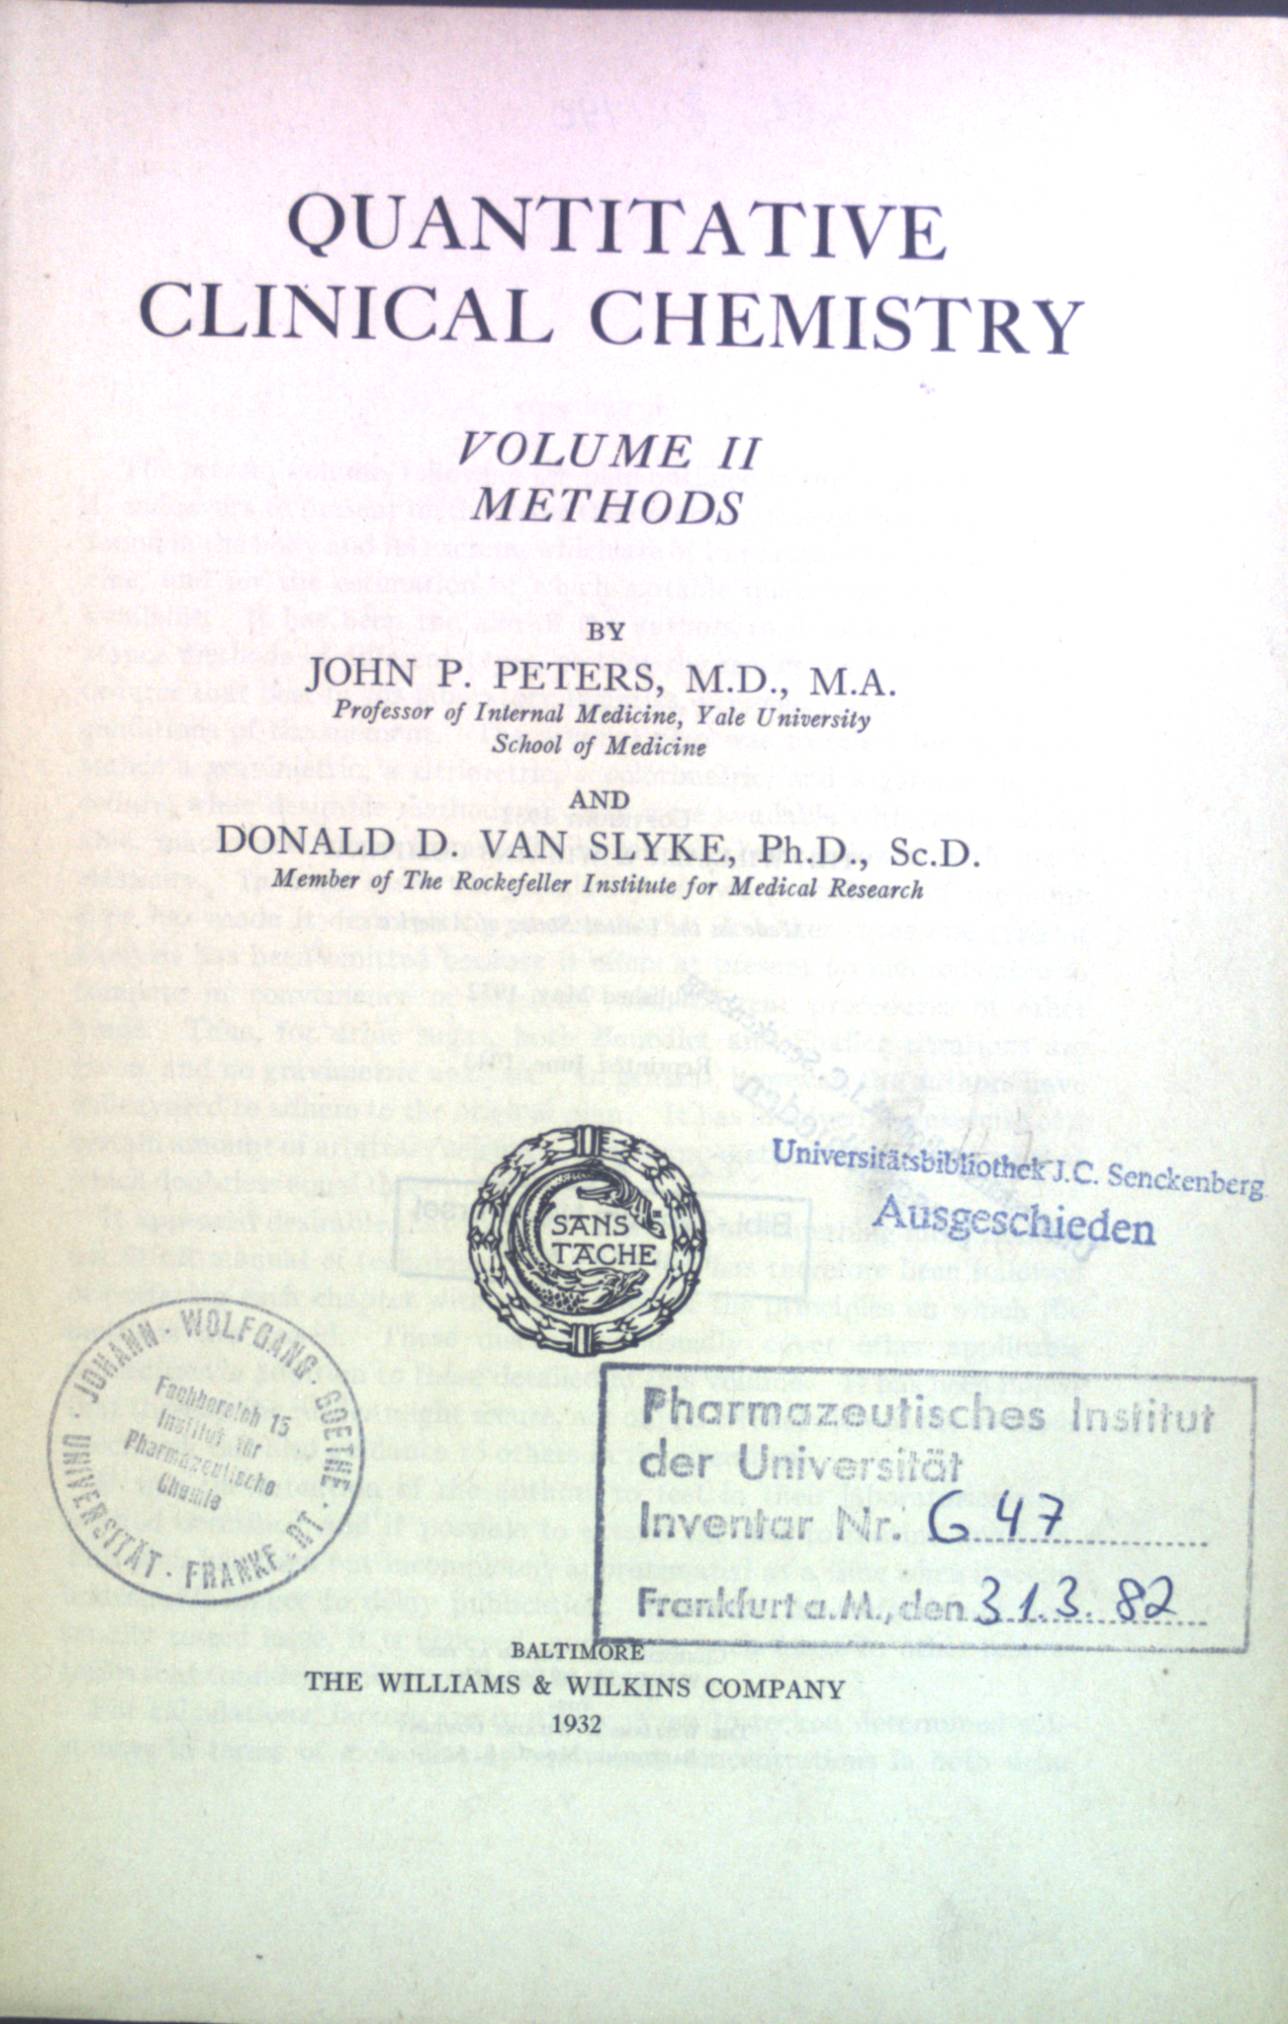 QUANTITATIVE
CLINICAL CHEMISTRY
VOLUME II
METHODS
BY
JOHN P. PETERS, M.D., M.A.
Professor of Internal Medicine, Yale University
School of Medicine
AND
DONALD D. VAN SLYKE, Ph.D., Sc.D.
Member of The Rockefeller Institute for Medical Research
Universitätsbibliothek J.C. Senckenberg
Ausgeschieden
SANS
TACHE
JOHANN · WOLFGANG · GOETHE ·
UNIVERSITÄT · FRANKF.
Fachbereich 15
Institut für
Pharmazeutische
Chemie
Pharmazeutisches Institut
der Universität
Inventar Nr. G 47
Frankfurt a. M., den 31.3.82
BALTIMORE
THE WILLIAMS & WILKINS COMPANY
1932